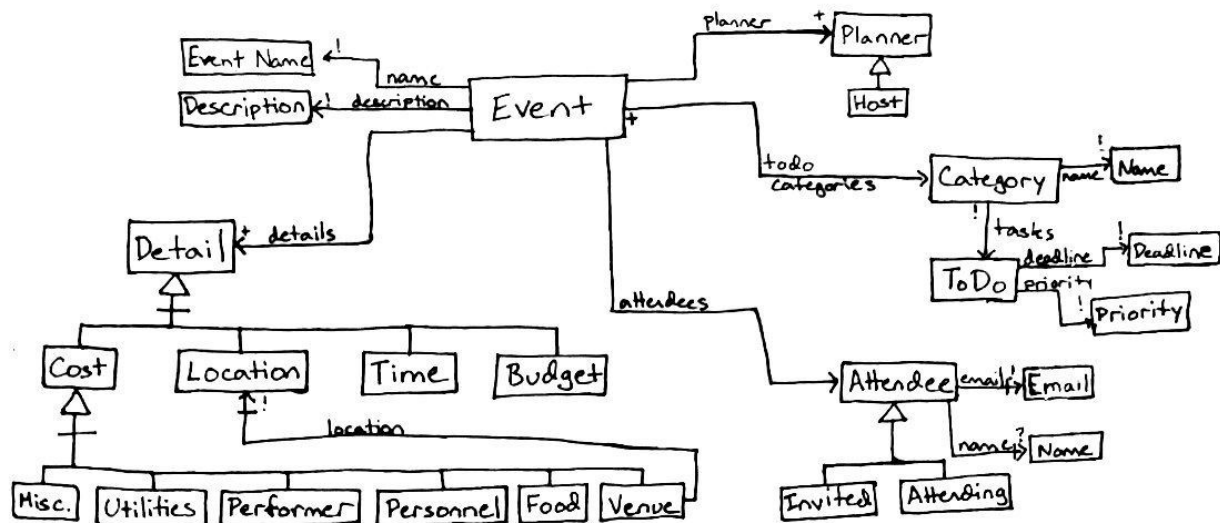 planner
+
Planner
Event Name
!
name
Event
Description
!
description
+
Host
todo
categories
Category
!
name
Name
!
tasks
Detail
+
details
ToDo
deadline
!
Deadline
priority
!
Priority
attendees
Cost
Location
Time
Budget
!
Attendee
email
!
Email
location
name
?
Name
Misc.
Utilities
Performer
Personnel
Food
Venue
Invited
Attending